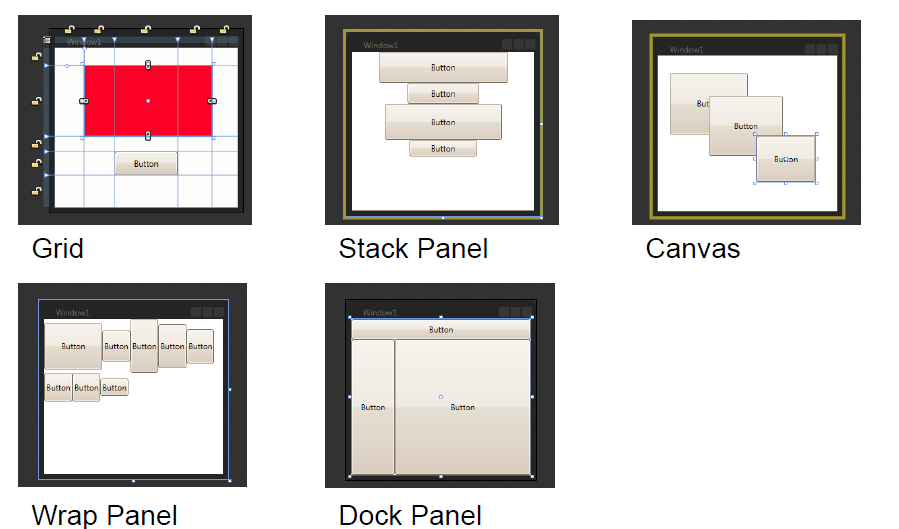 Window1
Button
Grid
Window1
Button
Button
Button
Button
Stack Panel
Window1
But
Button
Button
Canvas
Window1
Button Button Button Button Button
Button Button Button
Wrap Panel
Window1
Button
Button Button
Dock Panel